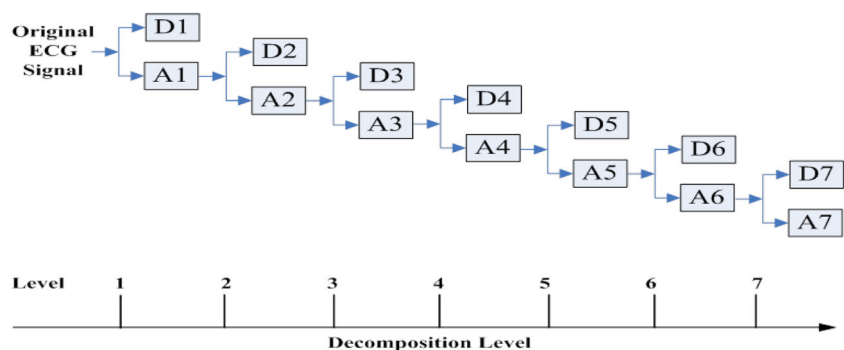 Original
ECG
Signal
D1
A1
D2
A2
D3
A3
D4
A4
D5
A5
D6
A6
D7
A7
Level 1 2 3 4 5 6 7
Decomposition Level